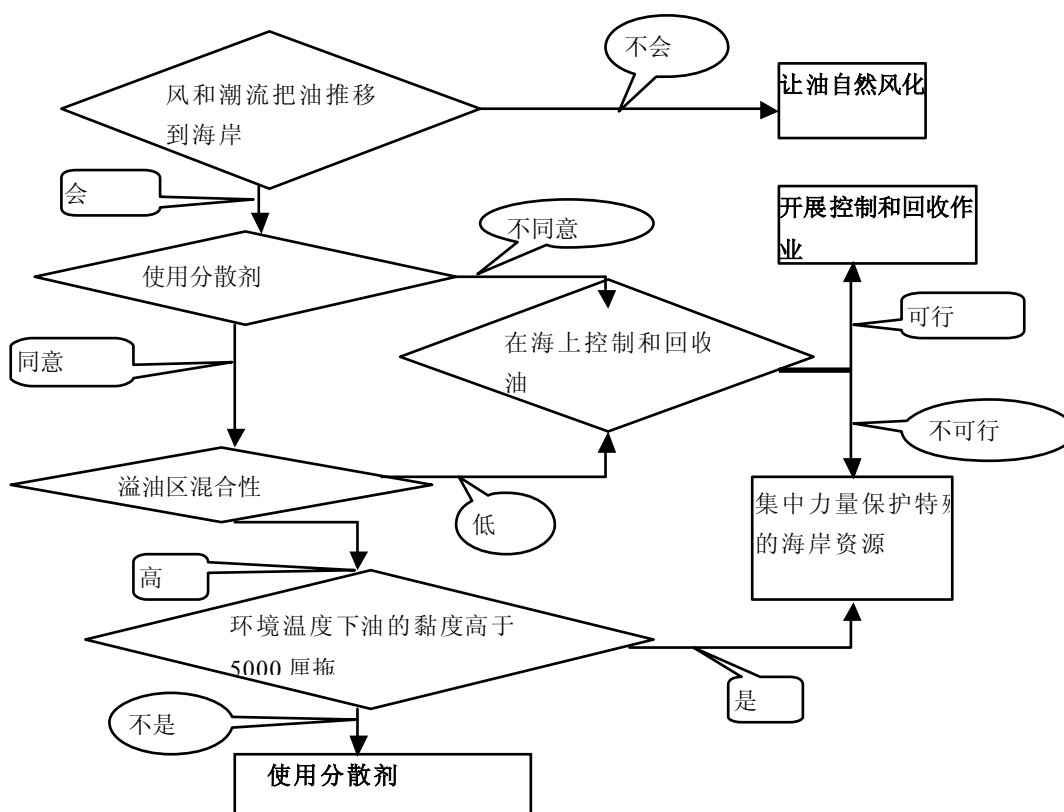 不会
风和潮流把油推移
到海岸
让油自然风化
会
开展控制和回收作
业
不同意
使用分散剂
可行
同意
在海上控制和回收
油
不可行
溢油区混合性
低
集中力量保护特殊
的海岸资源
高
环境温度下油的黏度高于
5000 厘拖
是
不是
使用分散剂